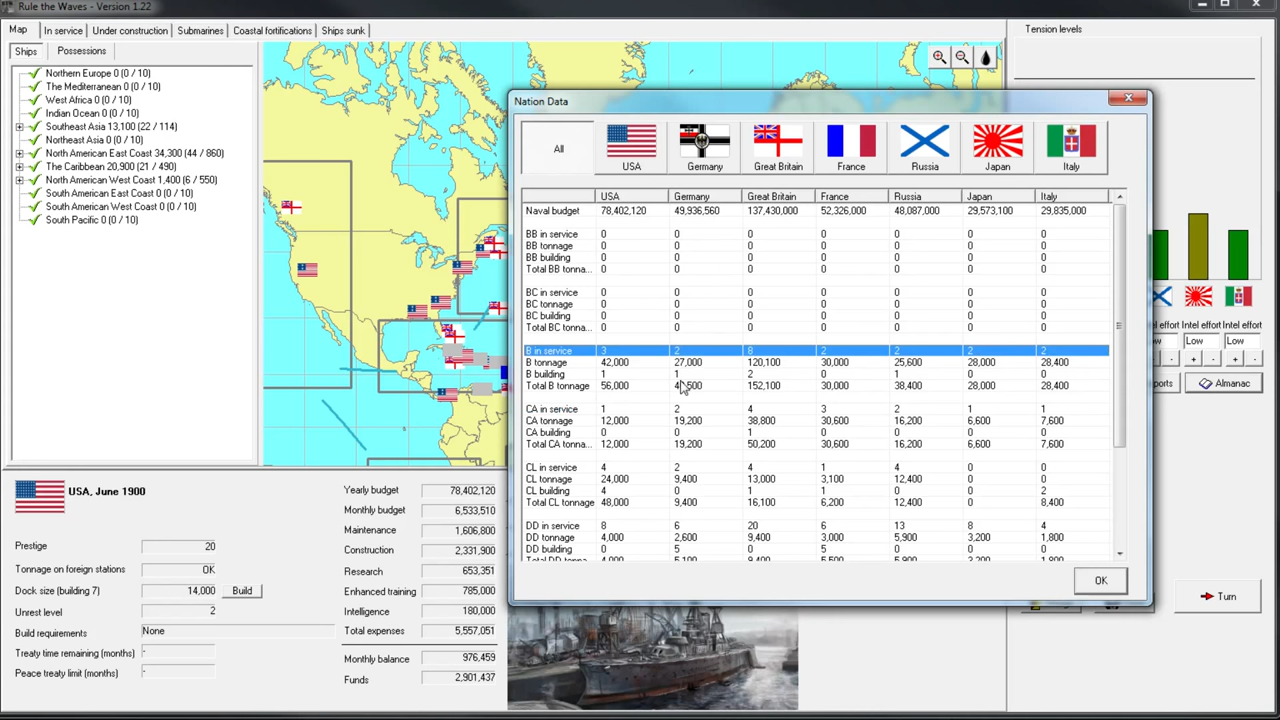 Rule the Waves - Version 1.22
Map In service Under construction Submarines Coastal fortifications Ships sunk
Ships Possessions
Northern Europe 0 (0 / 10)
The Mediterranean 0 (0 / 10)
West Africa 0 (0 / 10)
Indian Ocean 0 (0 / 10)
Southeast Asia 13,100 (22 / 114)
Northeast Asia 0 (0 / 10)
North American East Coast 34,300 (44 / 860)
The Caribbean 20,900 (21 / 490)
North American West Coast 1,400 (6 / 550)
South American East Coast 0 (0 / 10)
South American West Coast 0 (0 / 10)
South Pacific 0 (0 / 10)
Tension levels
Nation Data
All USA Germany Great Britain France Russia Japan Italy
USA Germany Great Britain France Russia Japan Italy
Naval budget 78,402,120 49,936,560 137,430,000 52,326,000 48,087,000 29,573,100 29,835,000
BB in service 0 0 0 0 0 0 0
BB tonnage 0 0 0 0 0 0 0
BB building 0 0 0 0 0 0 0
Total BB tonna... 0 0 0 0 0 0 0
BC in service 0 0 0 0 0 0 0
BC tonnage 0 0 0 0 0 0 0
BC building 0 0 0 0 0 0 0
Total BC tonna... 0 0 0 0 0 0 0
B in service 3 2 8 2 2 2 2
B tonnage 42,000 27,000 120,100 30,000 25,600 28,000 28,400
B building 1 1 2 0 1 0 0
Total B tonnage 56,000 152,100 30,000 38,400 28,000 28,400
CA in service 1 2 4 3 2 1 1
CA tonnage 12,000 19,200 38,800 30,600 16,200 6,600 7,600
CA building 0 0 1 0 0 0 0
Total CA tonna... 12,000 19,200 50,200 30,600 16,200 6,600 7,600
CL in service 4 2 4 1 4 0 0
CL tonnage 24,000 9,400 13,000 3,100 12,400 0 0
CL building 4 0 1 1 0 0 2
Total CL tonnage 48,000 9,400 16,100 6,200 12,400 0 8,400
DD in service 8 6 20 6 13 8 4
DD tonnage 4,000 2,600 9,400 3,000 5,900 3,200 1,800
DD building 0 5 0 5 0 0 0
Total DD tonna... 4,000 5,100 9,400 5,500 5,900 3,200 1,800
OK
Intel effort Intel effort
Low Low
- + - + -
Almanac
Turn
USA, June 1900
Prestige 20
Tonnage on foreign stations OK
Dock size (building 7) 14,000 Build
Unrest level 2
Build requirements None
Treaty time remaining (months) -
Peace treaty limit (months) -
Yearly budget 78,402,120
Monthly budget 6,533,510
Maintenance 1,606,800
Construction 2,331,900
Research 653,351
Enhanced training 785,000
Intelligence 180,000
Total expenses 5,557,051
Monthly balance 976,459
Funds 2,901,437